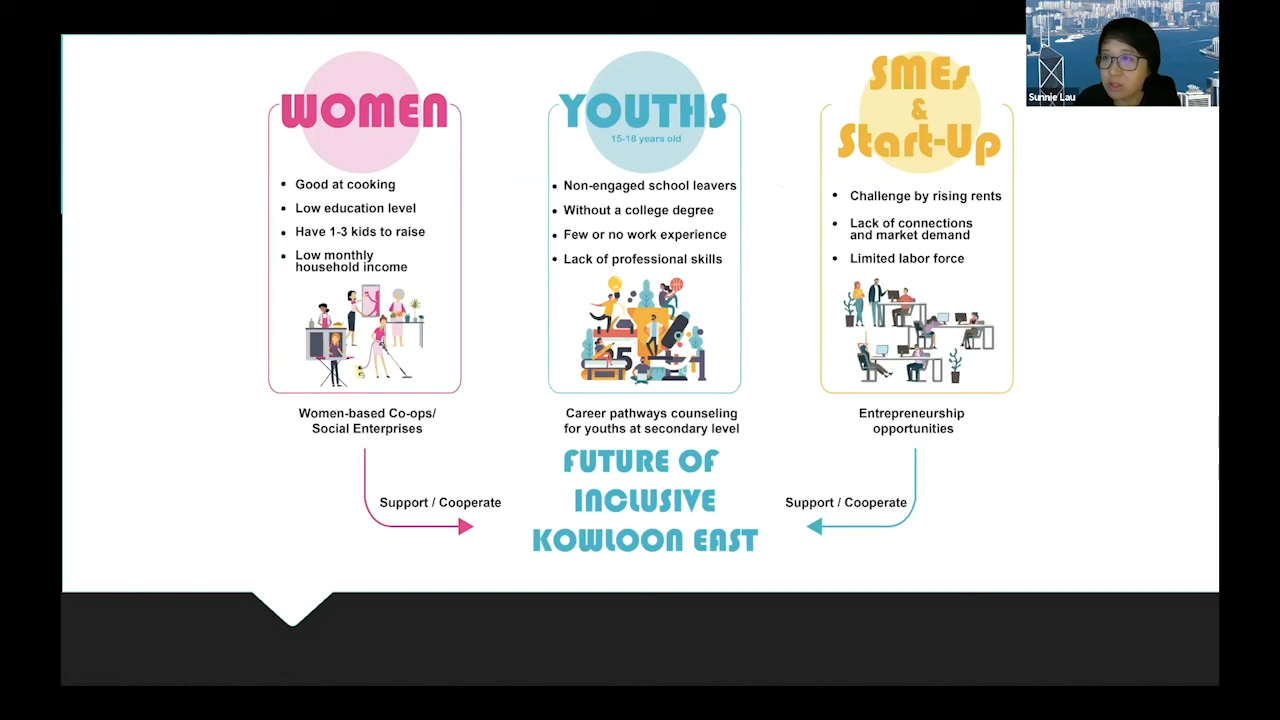 Sunnie Lau
WOMEN
• Good at cooking
• Low education level
• Have 1-3 kids to raise
• Low monthly
household income
Women-based Co-ops/
Social Enterprises
YOUTHS
15-18 years old
• Non-engaged school leavers
• Without a college degree
• Few or no work experience
• Lack of professional skills
Career pathways counseling
for youths at secondary level
SMEs
&
Start-Up
• Challenge by rising rents
• Lack of connections
and market demand
• Limited labor force
Entrepreneurship
opportunities
Support / Cooperate
FUTURE OF
INCLUSIVE
KOWLOON EAST
Support / Cooperate